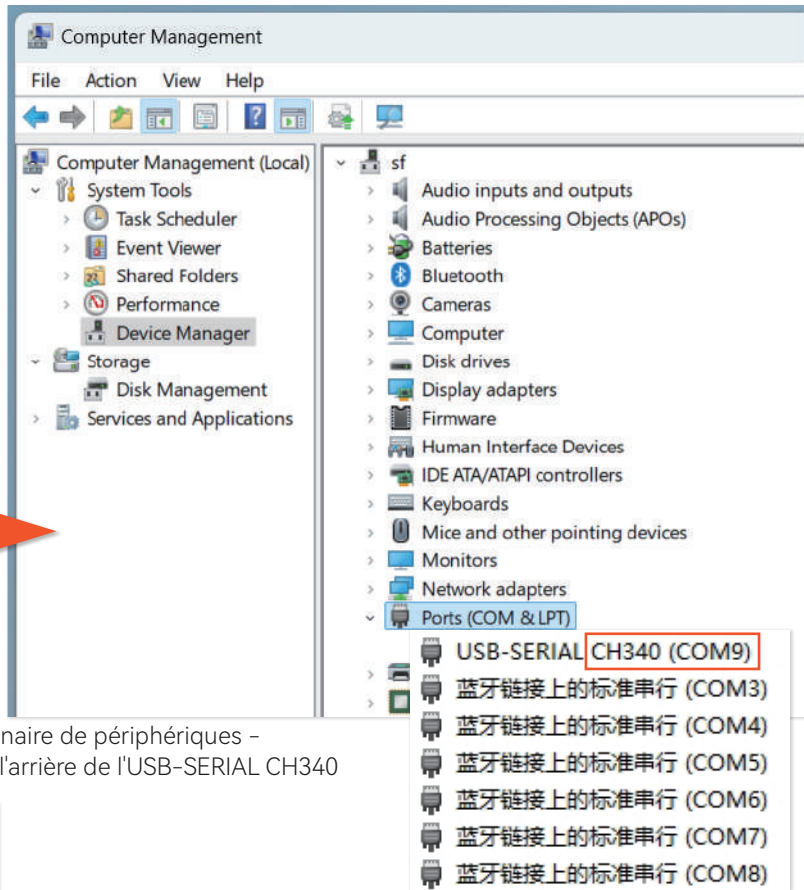 Computer Management
File Action View Help
Computer Management (Local)
System Tools
Task Scheduler
Event Viewer
Shared Folders
Performance
Device Manager
Storage
Disk Management
Services and Applications
sf
Audio inputs and outputs
Audio Processing Objects (APOs)
Batteries
Bluetooth
Cameras
Computer
Disk drives
Display adapters
Firmware
Human Interface Devices
IDE ATA/ATAPI controllers
Keyboards
Mice and other pointing devices
Monitors
Network adapters
Ports (COM & LPT)
USB-SERIAL CH340 (COM9)
蓝牙链接上的标准串行 (COM3)
蓝牙链接上的标准串行 (COM4)
蓝牙链接上的标准串行 (COM5)
蓝牙链接上的标准串行 (COM6)
蓝牙链接上的标准串行 (COM7)
蓝牙链接上的标准串行 (COM8)
naire de périphériques –
l'arrière de l'USB-SERIAL CH340